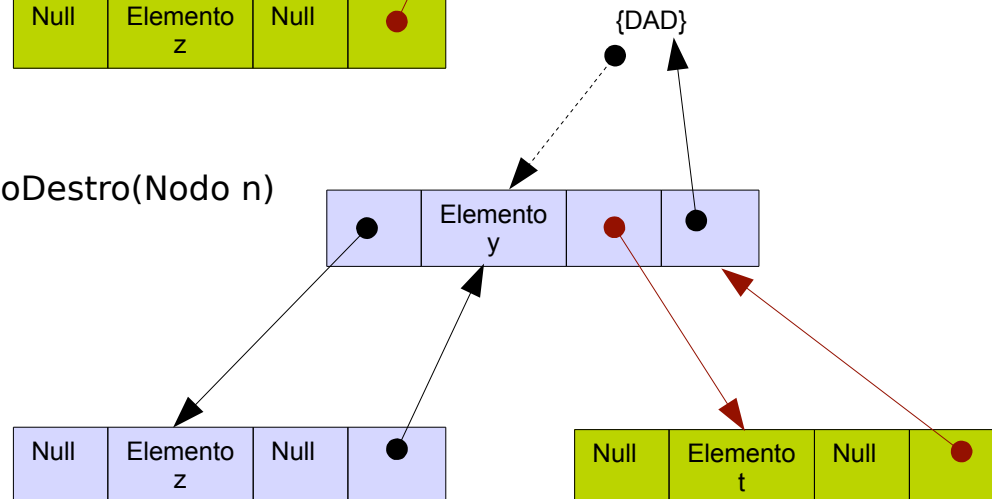 Null Elemento Null
z
{DAD}
oDestro(Nodo n)
Elemento
y
Null Elemento Null
z
Null Elemento Null
t